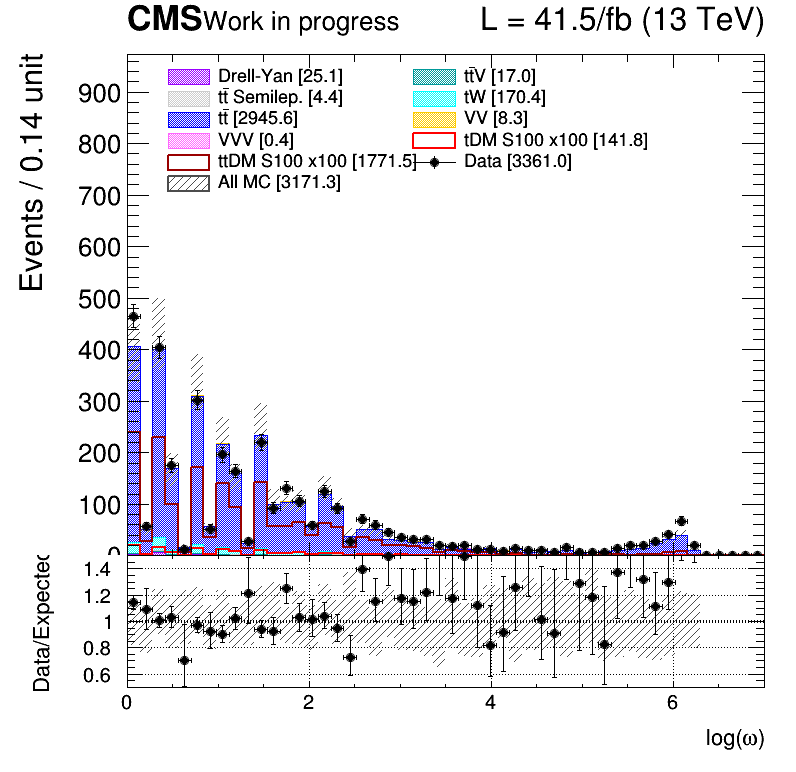 CMS Work in progress L = 41.5/fb (13 TeV)
Events / 0.14 unit
Drell-Yan [25.1] tt̄V [17.0]
tt̄ Semilep. [4.4] tW [170.4]
tt̄ [2945.6] VV [8.3]
VVV [0.4] tDM S100 x100 [141.8]
ttDM S100 x100 [1771.5] Data [3361.0]
All MC [3171.3]
900
800
700
600
500
400
300
200
100
0
Data/Expected
1.4
1.2
1
0.8
0.6
0 2 4 6
log(ω)